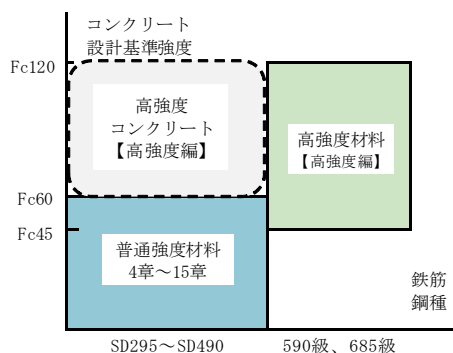 コンクリート
設計基準強度
Fc120
高強度
コンクリート
【高強度編】
高強度材料
【高強度編】
Fc60
Fc45
普通強度材料
4章～15章
鉄筋
鋼種
SD295～SD490
590級、685級